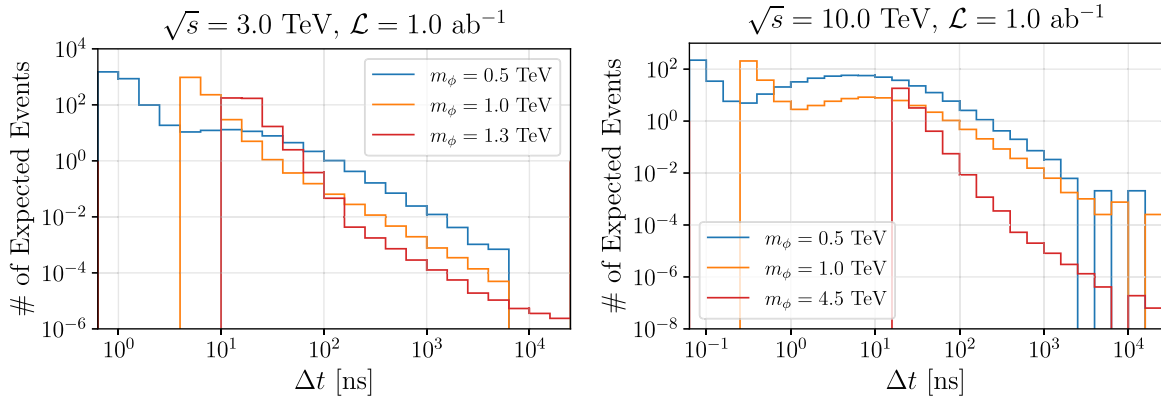 √s = 3.0 TeV, ℒ = 1.0 ab⁻¹
# of Expected Events
10⁴
10²
10⁰
10⁻²
10⁻⁴
10⁻⁶
m_ϕ = 0.5 TeV
m_ϕ = 1.0 TeV
m_ϕ = 1.3 TeV
10⁰ 10¹ 10² 10³ 10⁴
Δt [ns]
√s = 10.0 TeV, ℒ = 1.0 ab⁻¹
# of Expected Events
10²
10⁰
10⁻²
10⁻⁴
10⁻⁶
10⁻⁸
m_ϕ = 0.5 TeV
m_ϕ = 1.0 TeV
m_ϕ = 4.5 TeV
10⁻¹ 10⁰ 10¹ 10² 10³ 10⁴
Δt [ns]